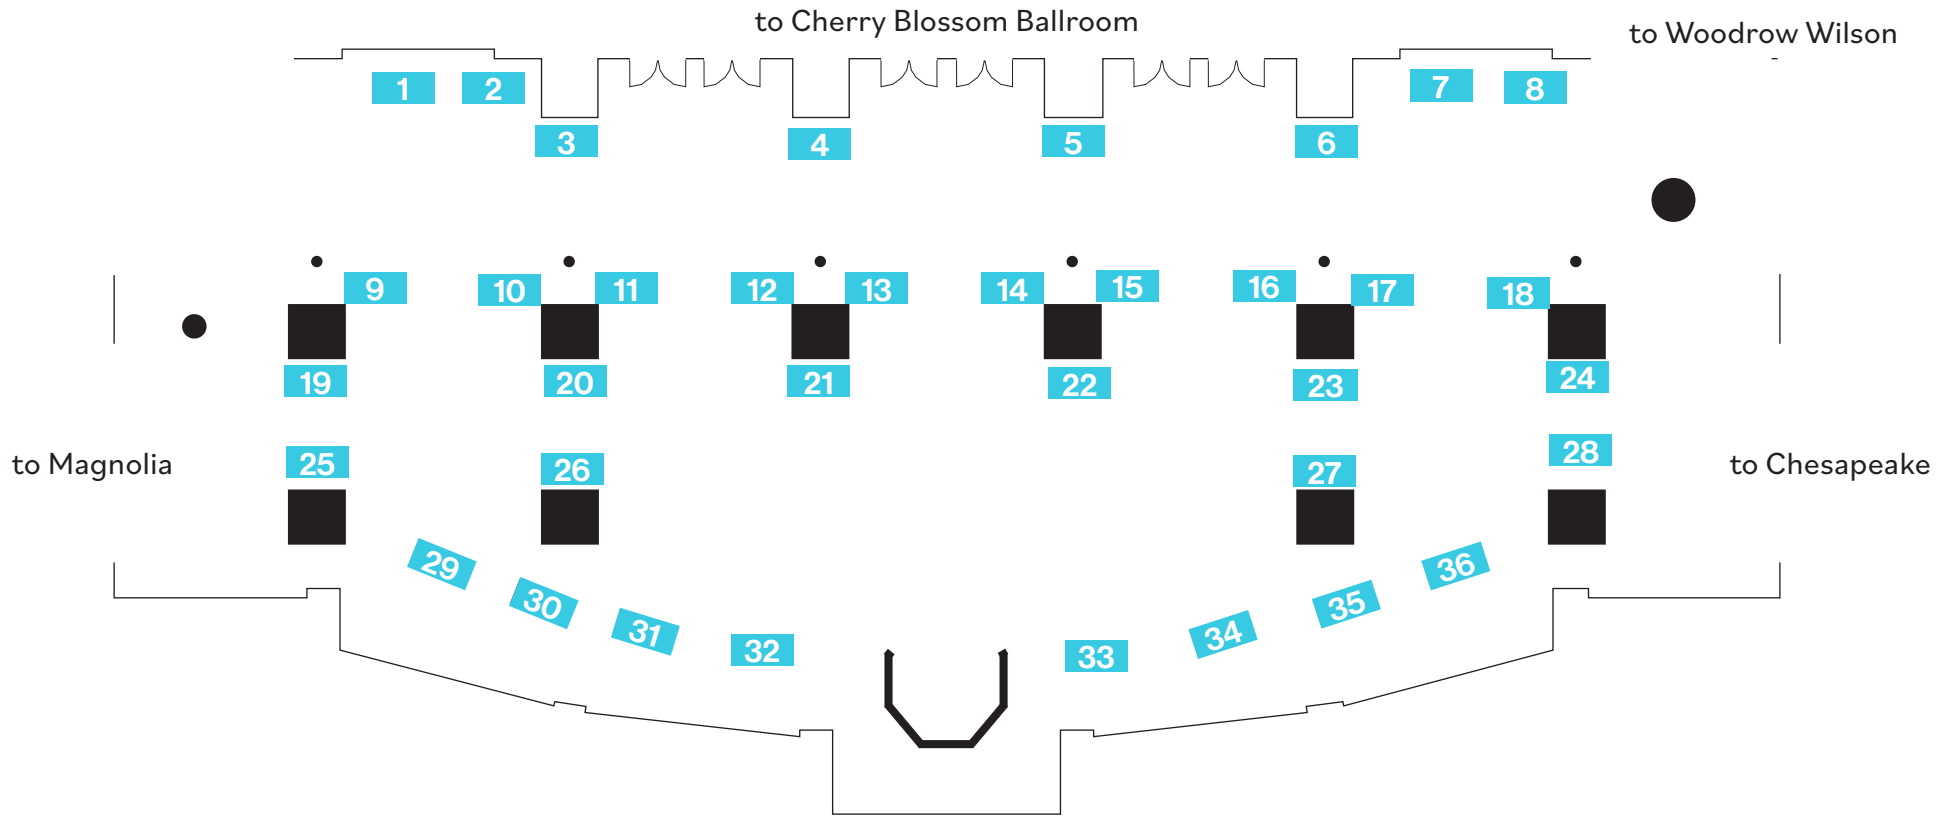 to Cherry Blossom Ballroom
to Woodrow Wilson
1 2 7 8
3 4 5 6
9 10 11 12 13 14 15 16 17 18
19 20 21 22 23 24
to Magnolia
25 26 27 28
to Chesapeake
29 30 31 32 33 34 35 36